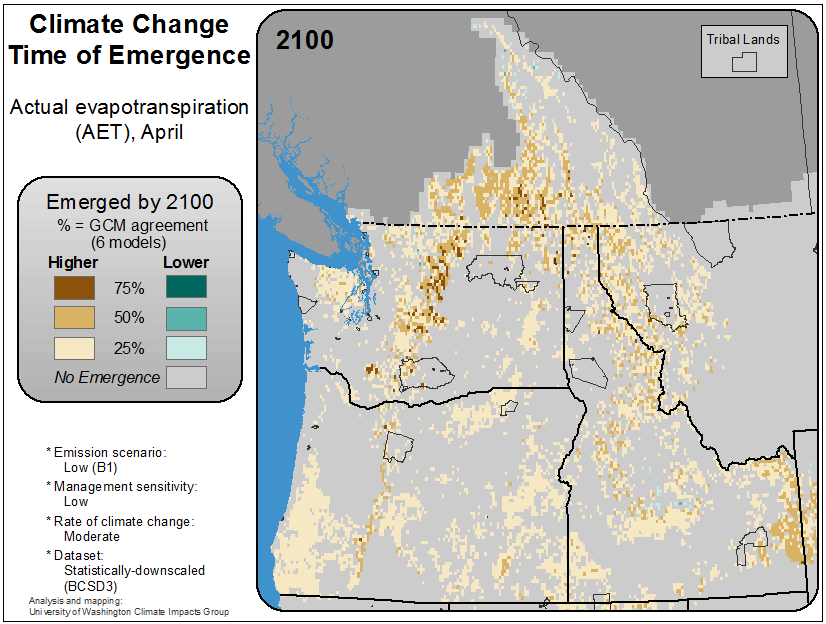 Climate Change
Time of Emergence
Actual evapotranspiration
(AET), April
Emerged by 2100
% = GCM agreement
(6 models)
Higher Lower
75%
50%
25%
No Emergence
* Emission scenario:
Low (B1)
* Management sensitivity:
Low
* Rate of climate change:
Moderate
* Dataset:
Statistically-downscaled
(BCSD3)
Analysis and mapping:
University of Washington Climate Impacts Group
2100
Tribal Lands